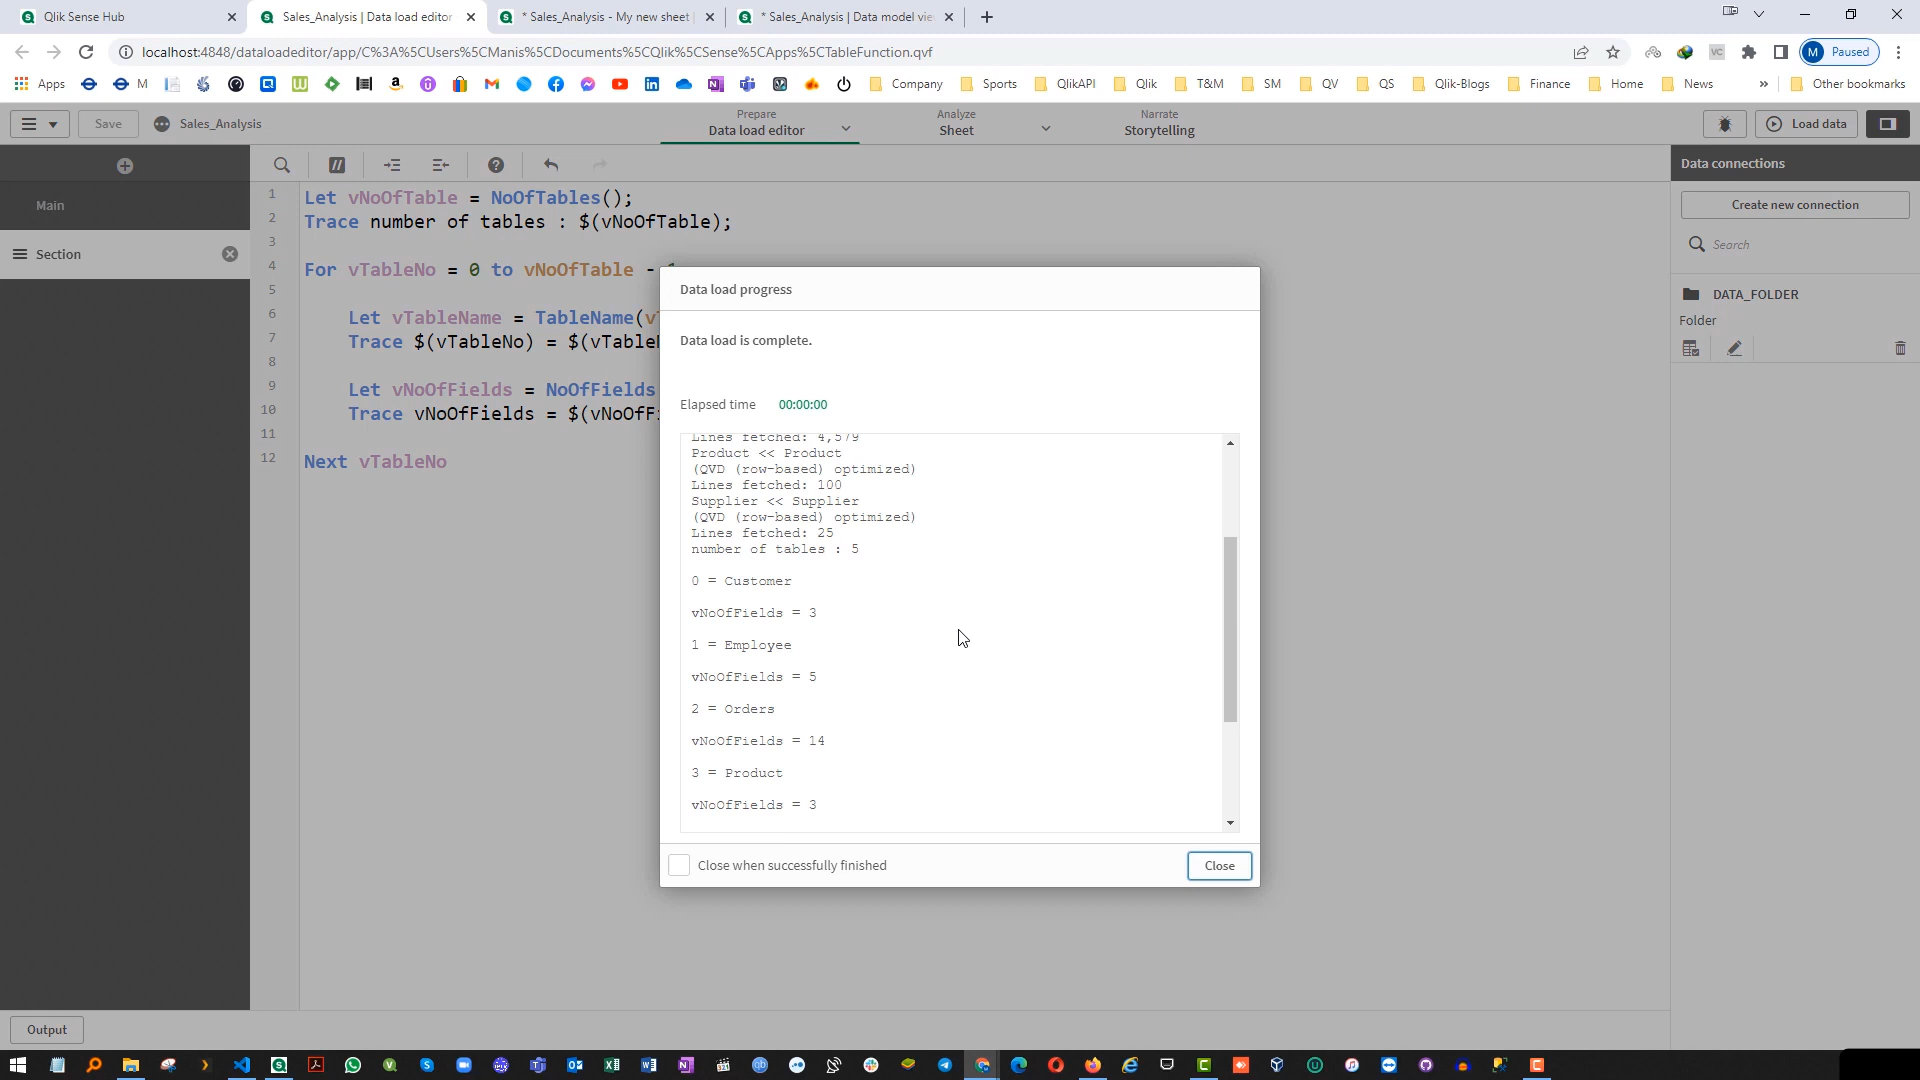 Qlik Sense Hub
Sales_Analysis | Data load editor
* Sales_Analysis - My new sheet |
* Sales_Analysis | Data model vie
localhost:4848/dataloadeditor/app/C%3A%5CUsers%5CManis%5CDocuments%5CQlik%5CSense%5CApps%5CTableFunction.qvf
VC
M
Paused
Apps
M
Company
Sports
QlikAPI
Qlik
T&M
SM
QV
QS
Qlik-Blogs
Finance
Home
News
»
Other bookmarks
Save
Sales_Analysis
Prepare
Data load editor
Analyze
Sheet
Narrate
Storytelling
Load data
Main
Section
1 Let vNoOfTable = NoOfTables();
2 Trace number of tables : $(vNoOfTable);
3
4 For vTableNo = 0 to vNoOfTable -
5
6 Let vTableName = TableName(v
7 Trace $(vTableNo) = $(vTable
8
9 Let vNoOfFields = NoOfFields
10 Trace vNoOfFields = $(vNoOfF
11
12 Next vTableNo
Data load progress
Data load is complete.
Elapsed time 00:00:00
Lines fetched: 4,579
Product << Product
(QVD (row-based) optimized)
Lines fetched: 100
Supplier << Supplier
(QVD (row-based) optimized)
Lines fetched: 25
number of tables : 5
0 = Customer
vNoOfFields = 3
1 = Employee
vNoOfFields = 5
2 = Orders
vNoOfFields = 14
3 = Product
vNoOfFields = 3
Close when successfully finished
Close
Data connections
Create new connection
Search
DATA_FOLDER
Folder
Output